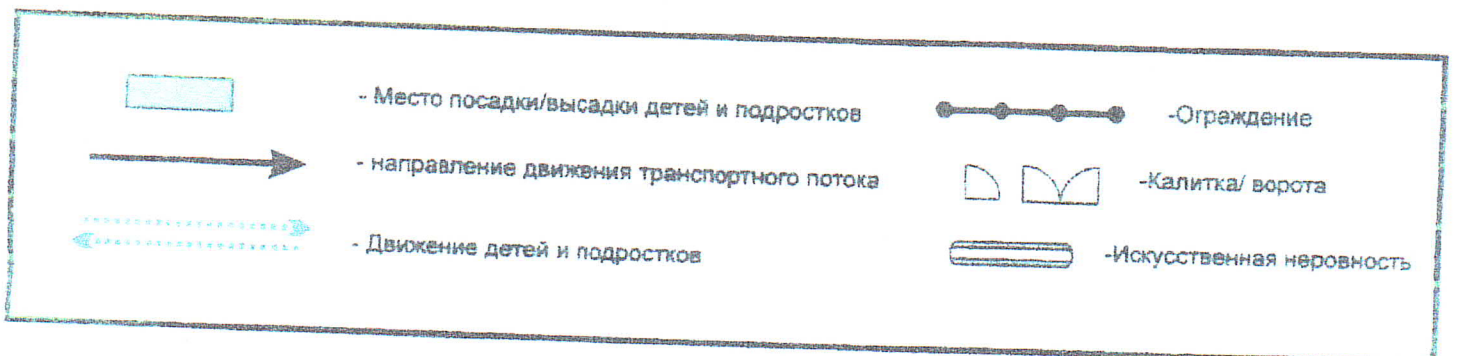 - Место посадки/высадки детей и подростков
- направление движения транспортного потока
- Движение детей и подростков
-Ограждение
-Калитка/ ворота
-Искусственная неровность